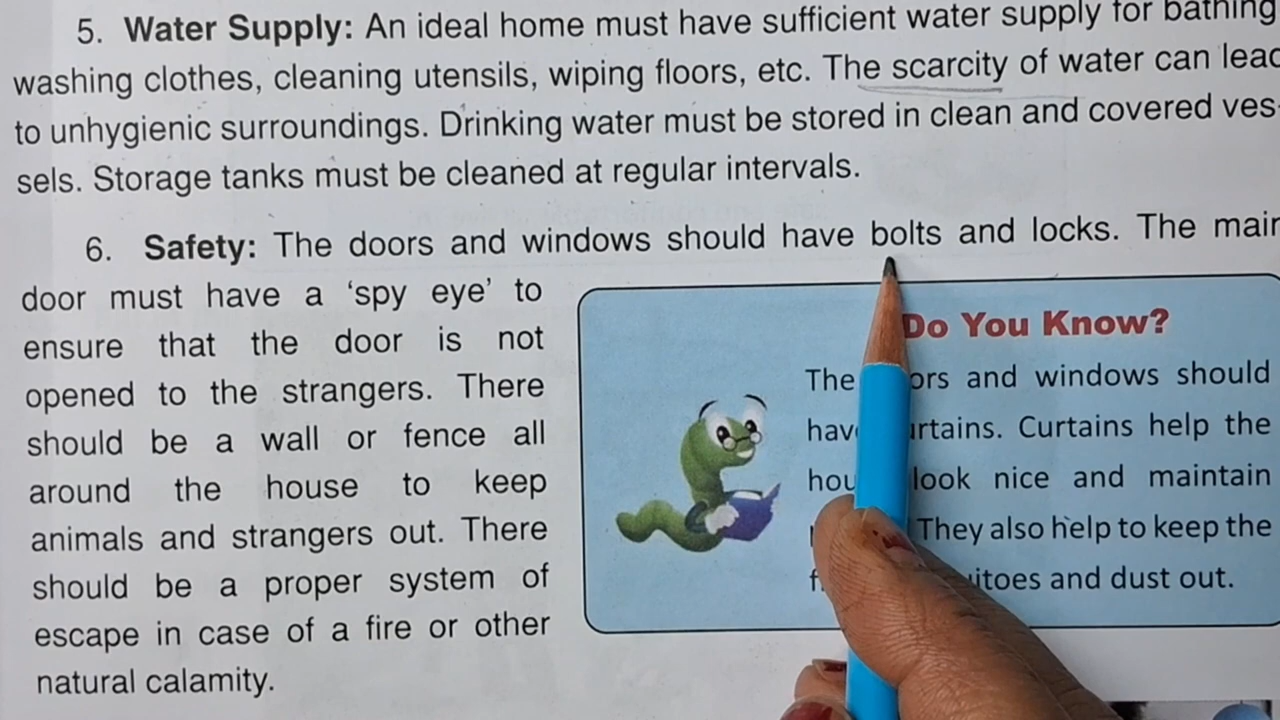 5. Water Supply: An ideal home must have sufficient water supply for bathing
washing clothes, cleaning utensils, wiping floors, etc. The scarcity of water can lead
to unhygienic surroundings. Drinking water must be stored in clean and covered ves
sels. Storage tanks must be cleaned at regular intervals.
6. Safety: The doors and windows should have bolts and locks. The main
door must have a ‘spy eye’ to
ensure that the door is not
opened to the strangers. There
should be a wall or fence all
around the house to keep
animals and strangers out. There
should be a proper system of
escape in case of a fire or other
natural calamity.
Do You Know?
The and windows should
Curtains help the
look nice and maintain
They also help to keep the
and dust out.